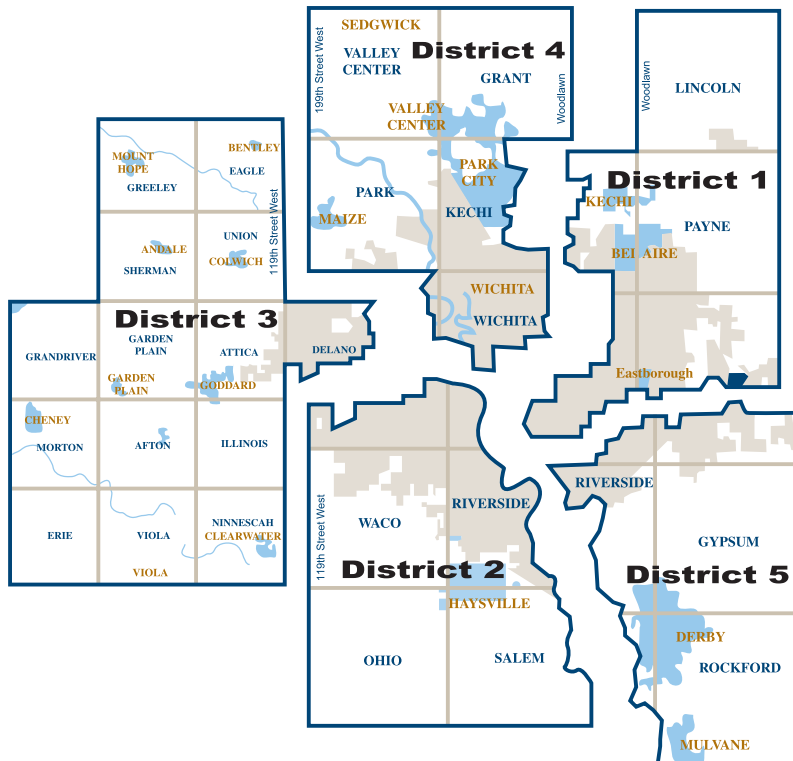 SEDGWICK
VALLEY
CENTER
District 4
GRANT
199th Street West
Woodlawn
VALLEY
CENTER
PARK
CITY
PARK
KECHI
MAIZE
WICHITA
WICHITA
Woodlawn
LINCOLN
District 1
KECHI
PAYNE
BEL AIRE
Eastborough
MOUNT
HOPE
BENTLEY
EAGLE
GREELEY
119th Street West
UNION
ANDALE
COLWICH
SHERMAN
District 3
GRANDRIVER
GARDEN
PLAIN
ATTICA
DELANO
GARDEN
PLAIN
GODDARD
CHENEY
MORTON
AFTON
ILLINOIS
ERIE
VIOLA
NINNESCAH
CLEARWATER
VIOLA
119th Street West
RIVERSIDE
WACO
District 2
HAYSVILLE
OHIO
SALEM
RIVERSIDE
GYPSUM
District 5
DERBY
ROCKFORD
MULVANE